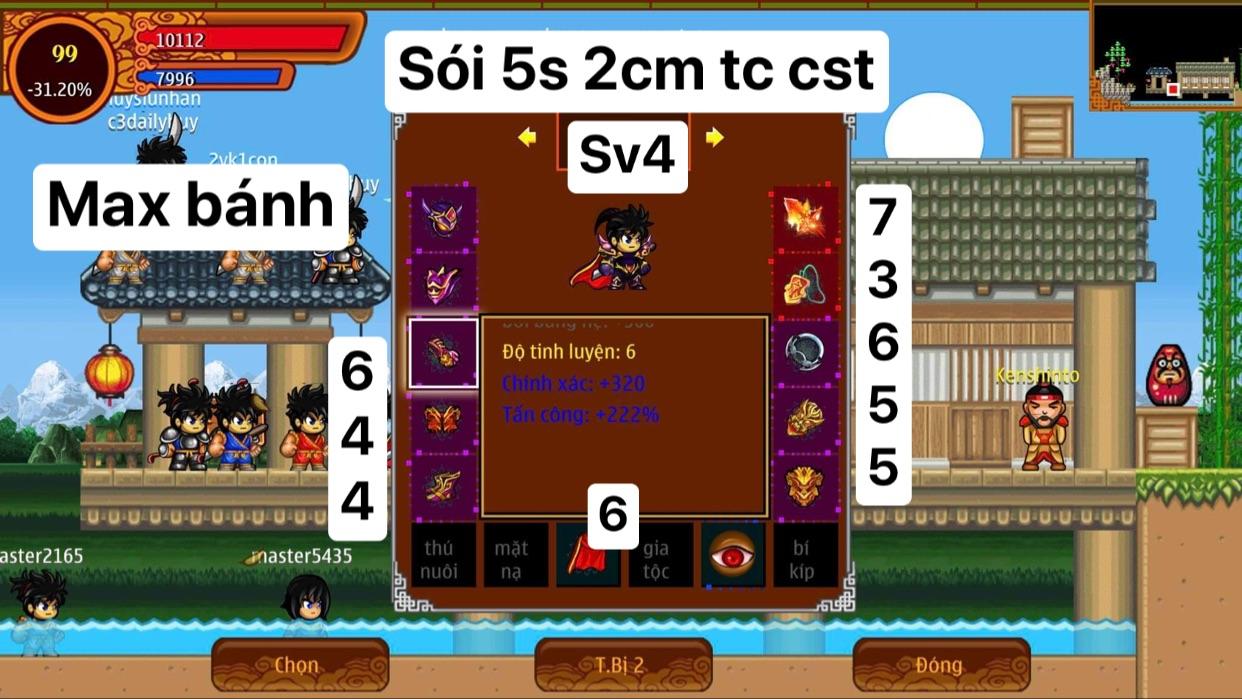 99
-31.20%
10112
7996
c3dailybuy
2vk1con
Sói 5s 2cm tc cst
Sv4
Max bánh
7
3
6
5
5
6
4
4
Độ tinh luyện: 6
Chính xác: +320
Tấn công: +222%
Kenshinto
6
thú nuôi
mặt nạ
gia tộc
bí kíp
aster2165
master5435
Chọn
T.Bị 2
Đóng